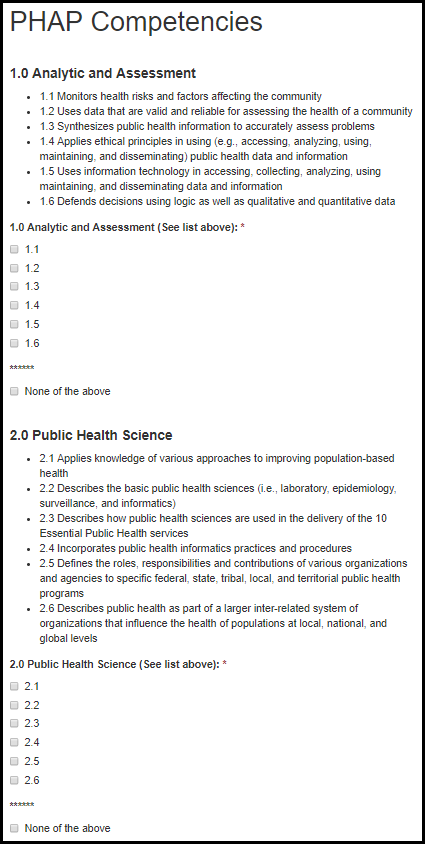 PHAP Competencies
1.0 Analytic and Assessment
• 1.1 Monitors health risks and factors affecting the community
• 1.2 Uses data that are valid and reliable for assessing the health of a community
• 1.3 Synthesizes public health information to accurately assess problems
• 1.4 Applies ethical principles in using (e.g., accessing, analyzing, using,
maintaining, and disseminating) public health data and information
• 1.5 Uses information technology in accessing, collecting, analyzing, using
maintaining, and disseminating data and information
• 1.6 Defends decisions using logic as well as qualitative and quantitative data
1.0 Analytic and Assessment (See list above): *
1.1
1.2
1.3
1.4
1.5
1.6
******
None of the above
2.0 Public Health Science
• 2.1 Applies knowledge of various approaches to improving population-based
health
• 2.2 Describes the basic public health sciences (i.e., laboratory, epidemiology,
surveillance, and informatics)
• 2.3 Describes how public health sciences are used in the delivery of the 10
Essential Public Health services
• 2.4 Incorporates public health informatics practices and procedures
• 2.5 Defines the roles, responsibilities and contributions of various organizations
and agencies to specific federal, state, tribal, local, and territorial public health
programs
• 2.6 Describes public health as part of a larger inter-related system of
organizations that influence the health of populations at local, national, and
global levels
2.0 Public Health Science (See list above): *
2.1
2.2
2.3
2.4
2.5
2.6
******
None of the above